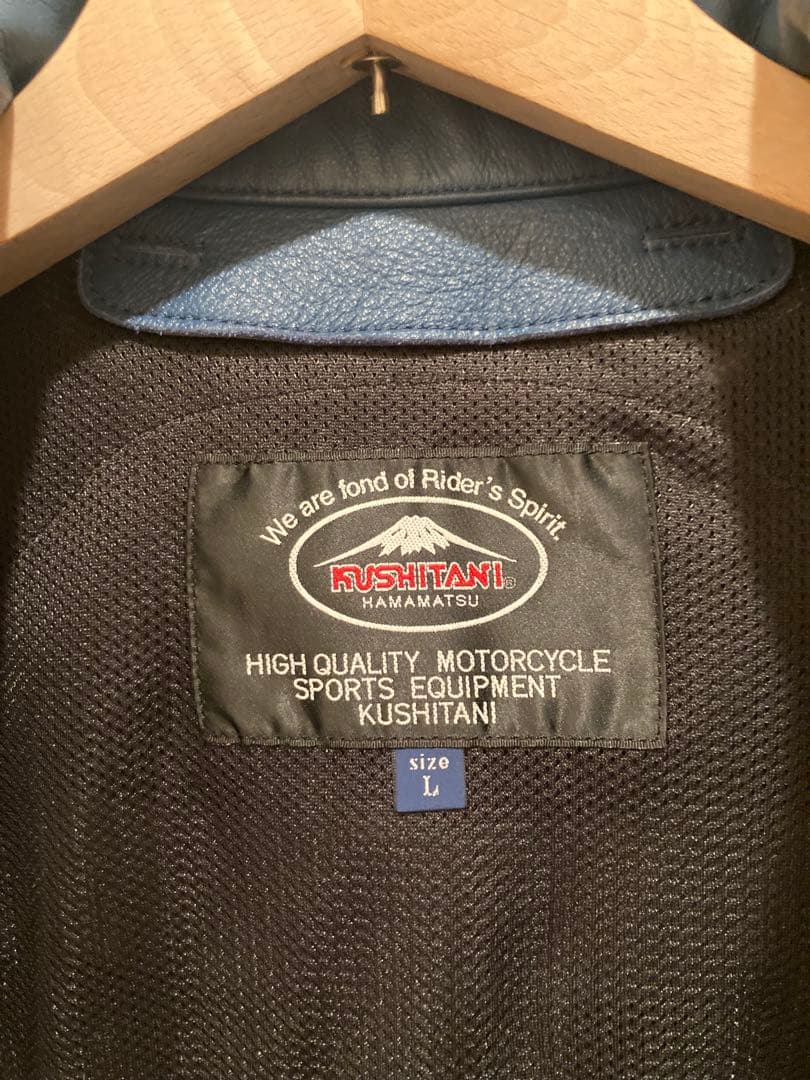 We are fond of Rider's Spirit.
KUSHITANI®
HAMAMATSU
HIGH QUALITY MOTORCYCLE
SPORTS EQUIPMENT
KUSHITANI
size
L